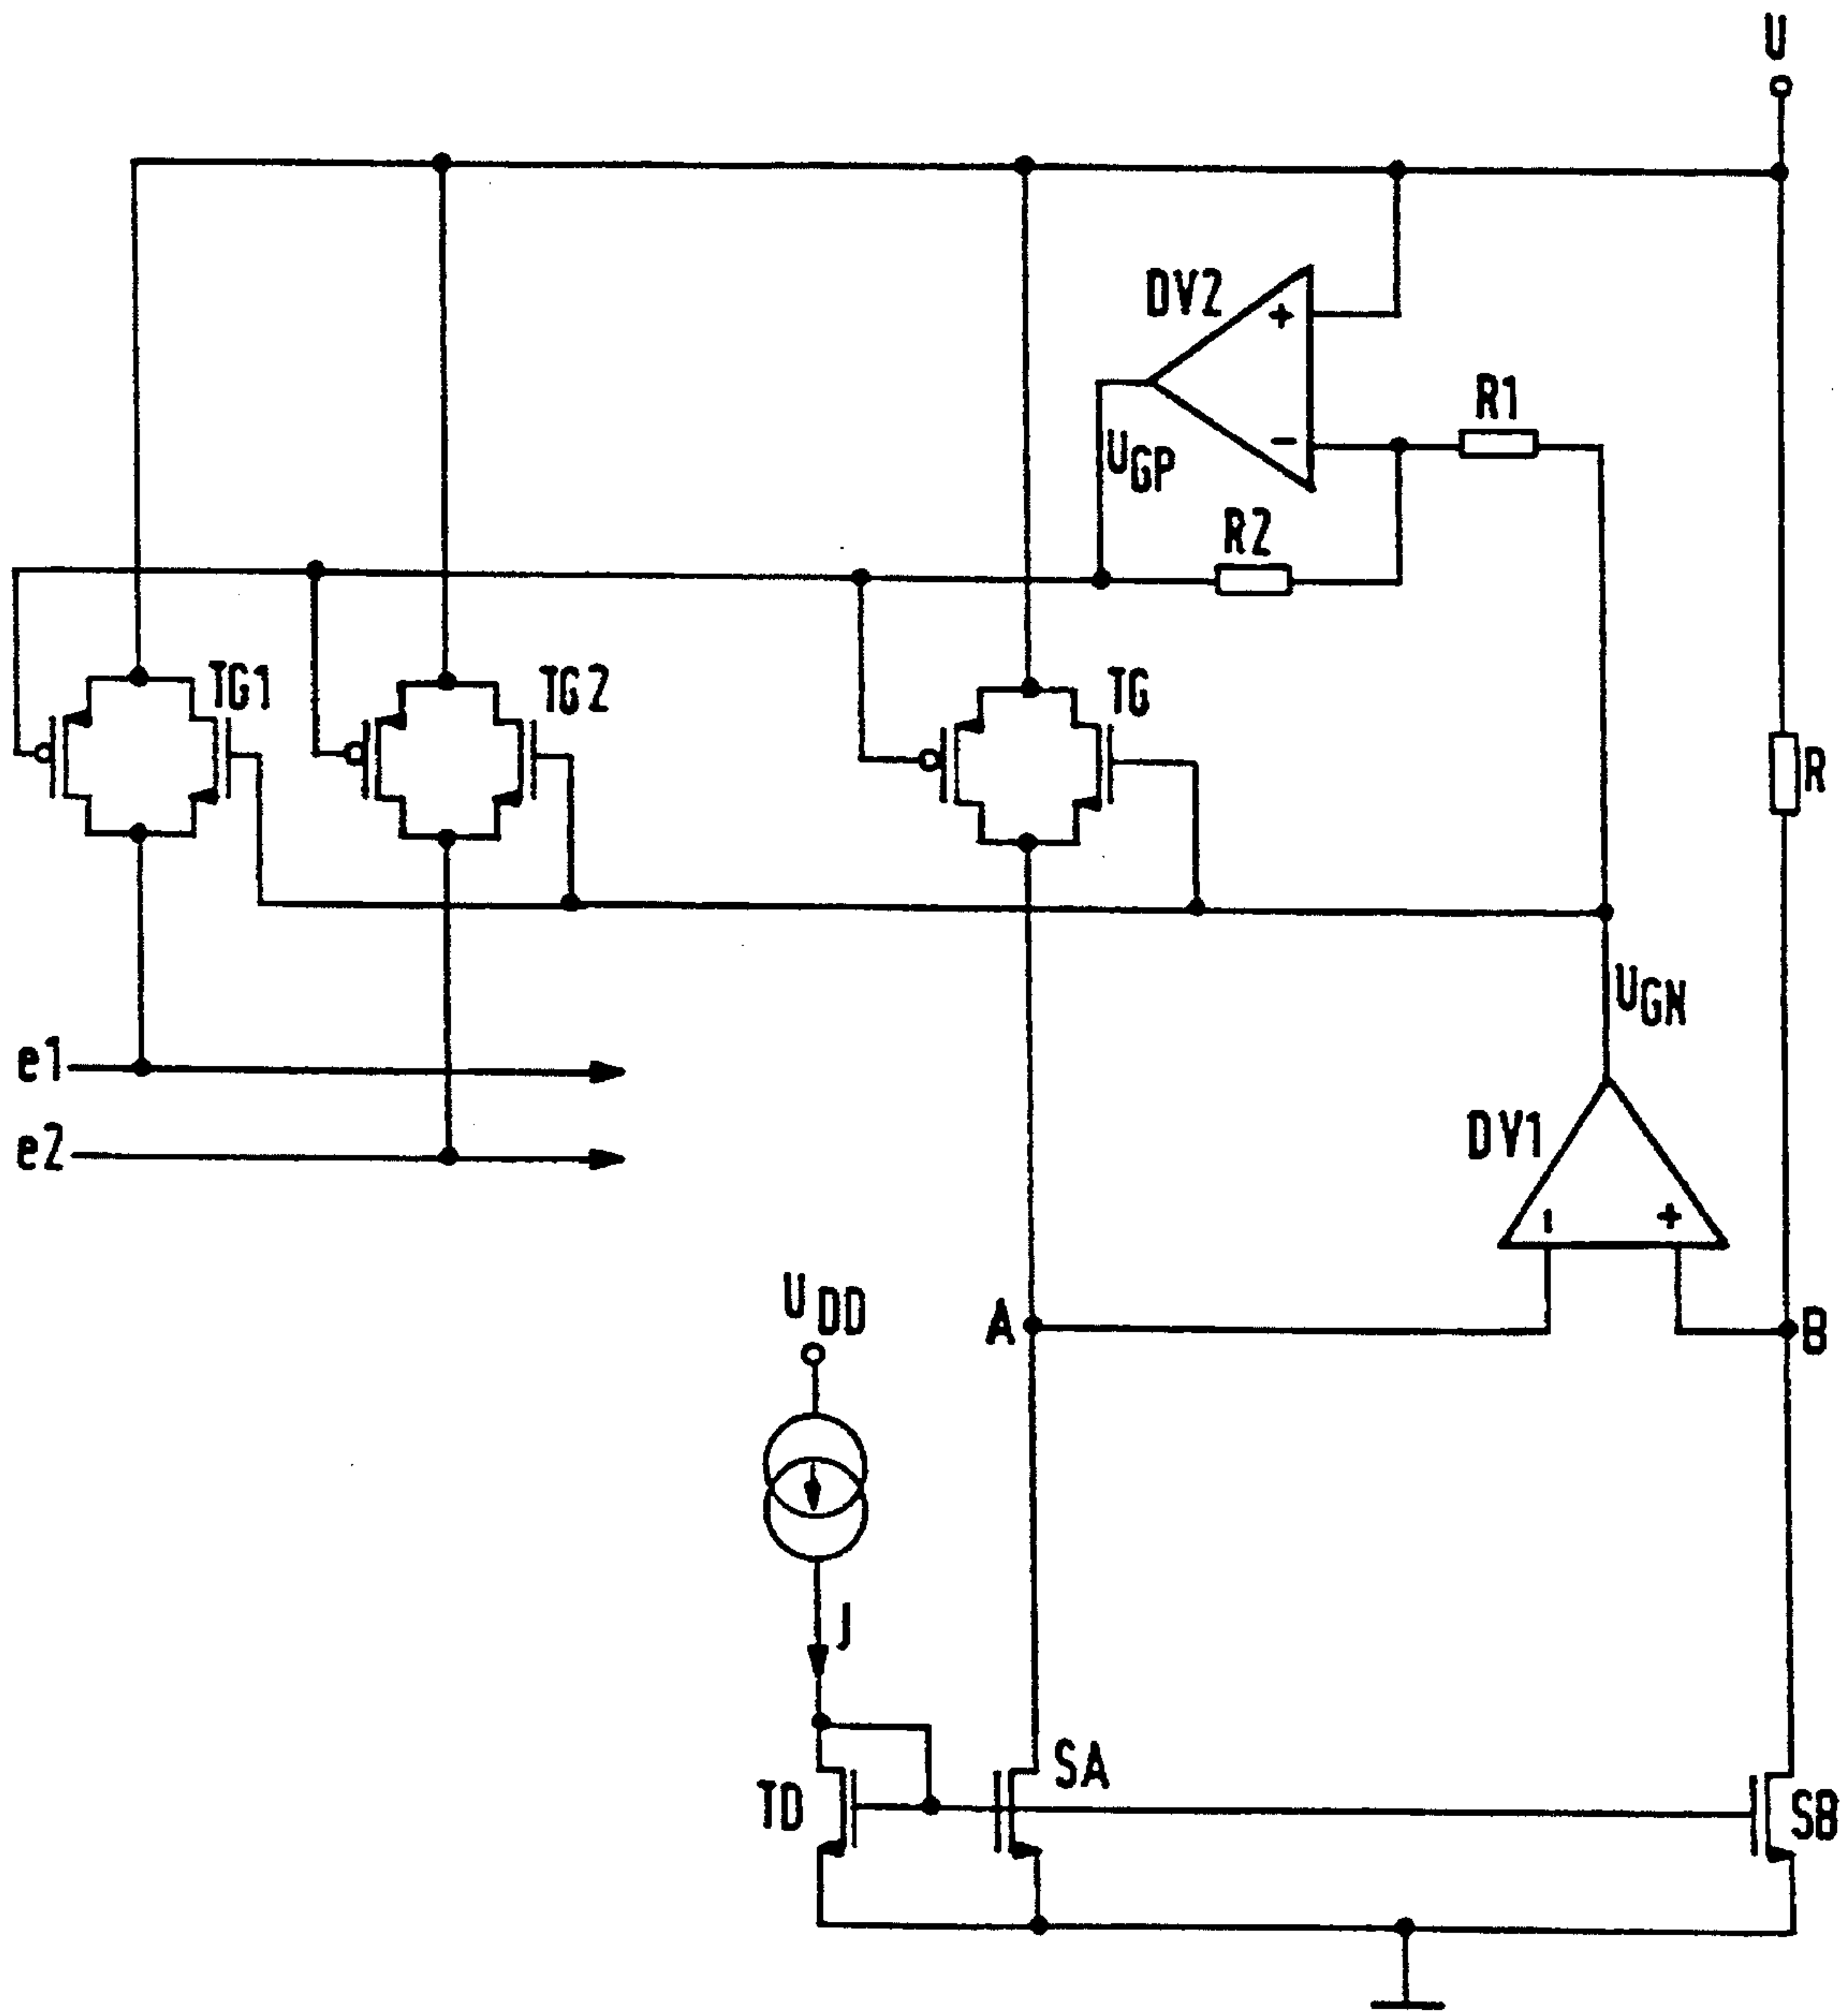 U
DV2
+
R1
−
UGP
R2
TG1
TG2
TG
R
UGN
e1
DV1
e2
− +
UDD
A
B
J
SA
TD
SB